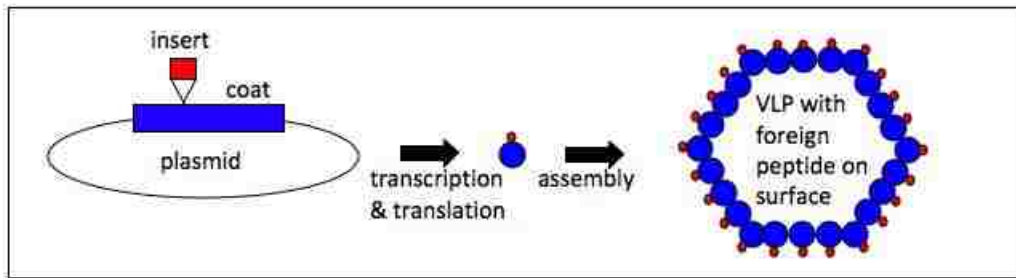 insert
coat
plasmid
transcription
& translation
assembly
VLP with
foreign
peptide on
surface